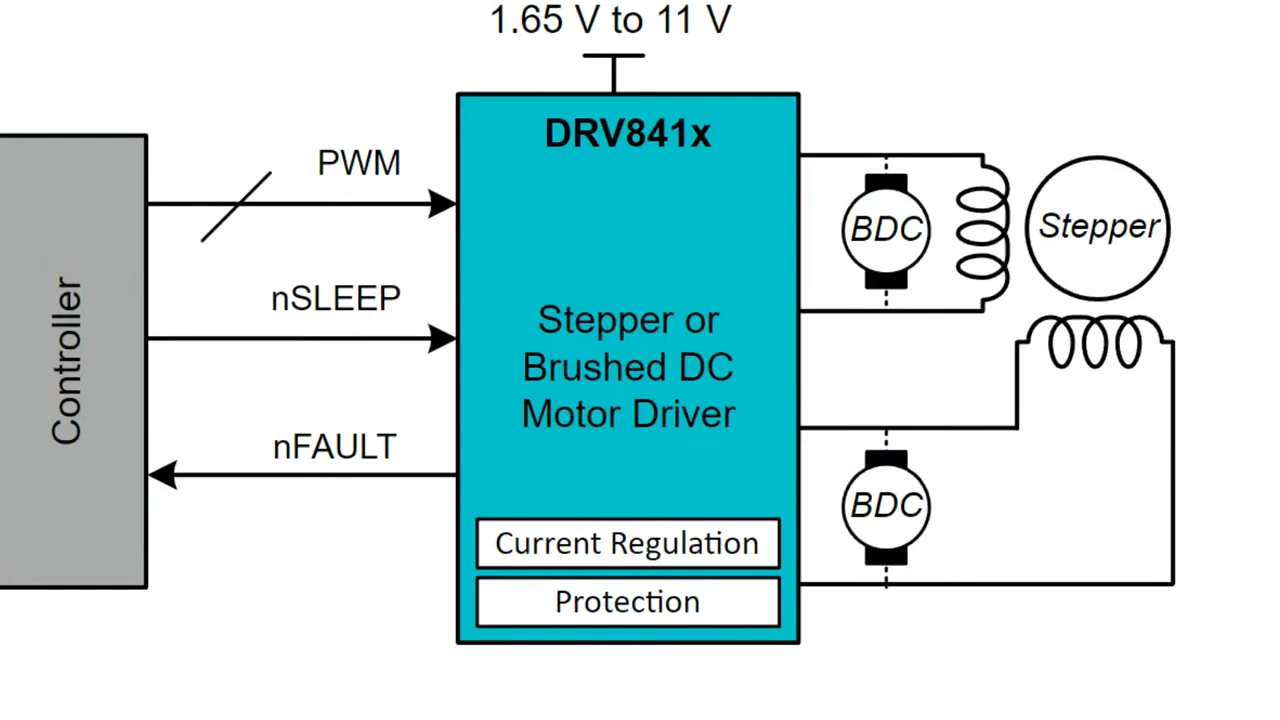 1.65 V to 11 V
DRV841x
PWM
nSLEEP
nFAULT
Controller
Stepper or
Brushed DC
Motor Driver
Current Regulation
Protection
BDC
Stepper
BDC